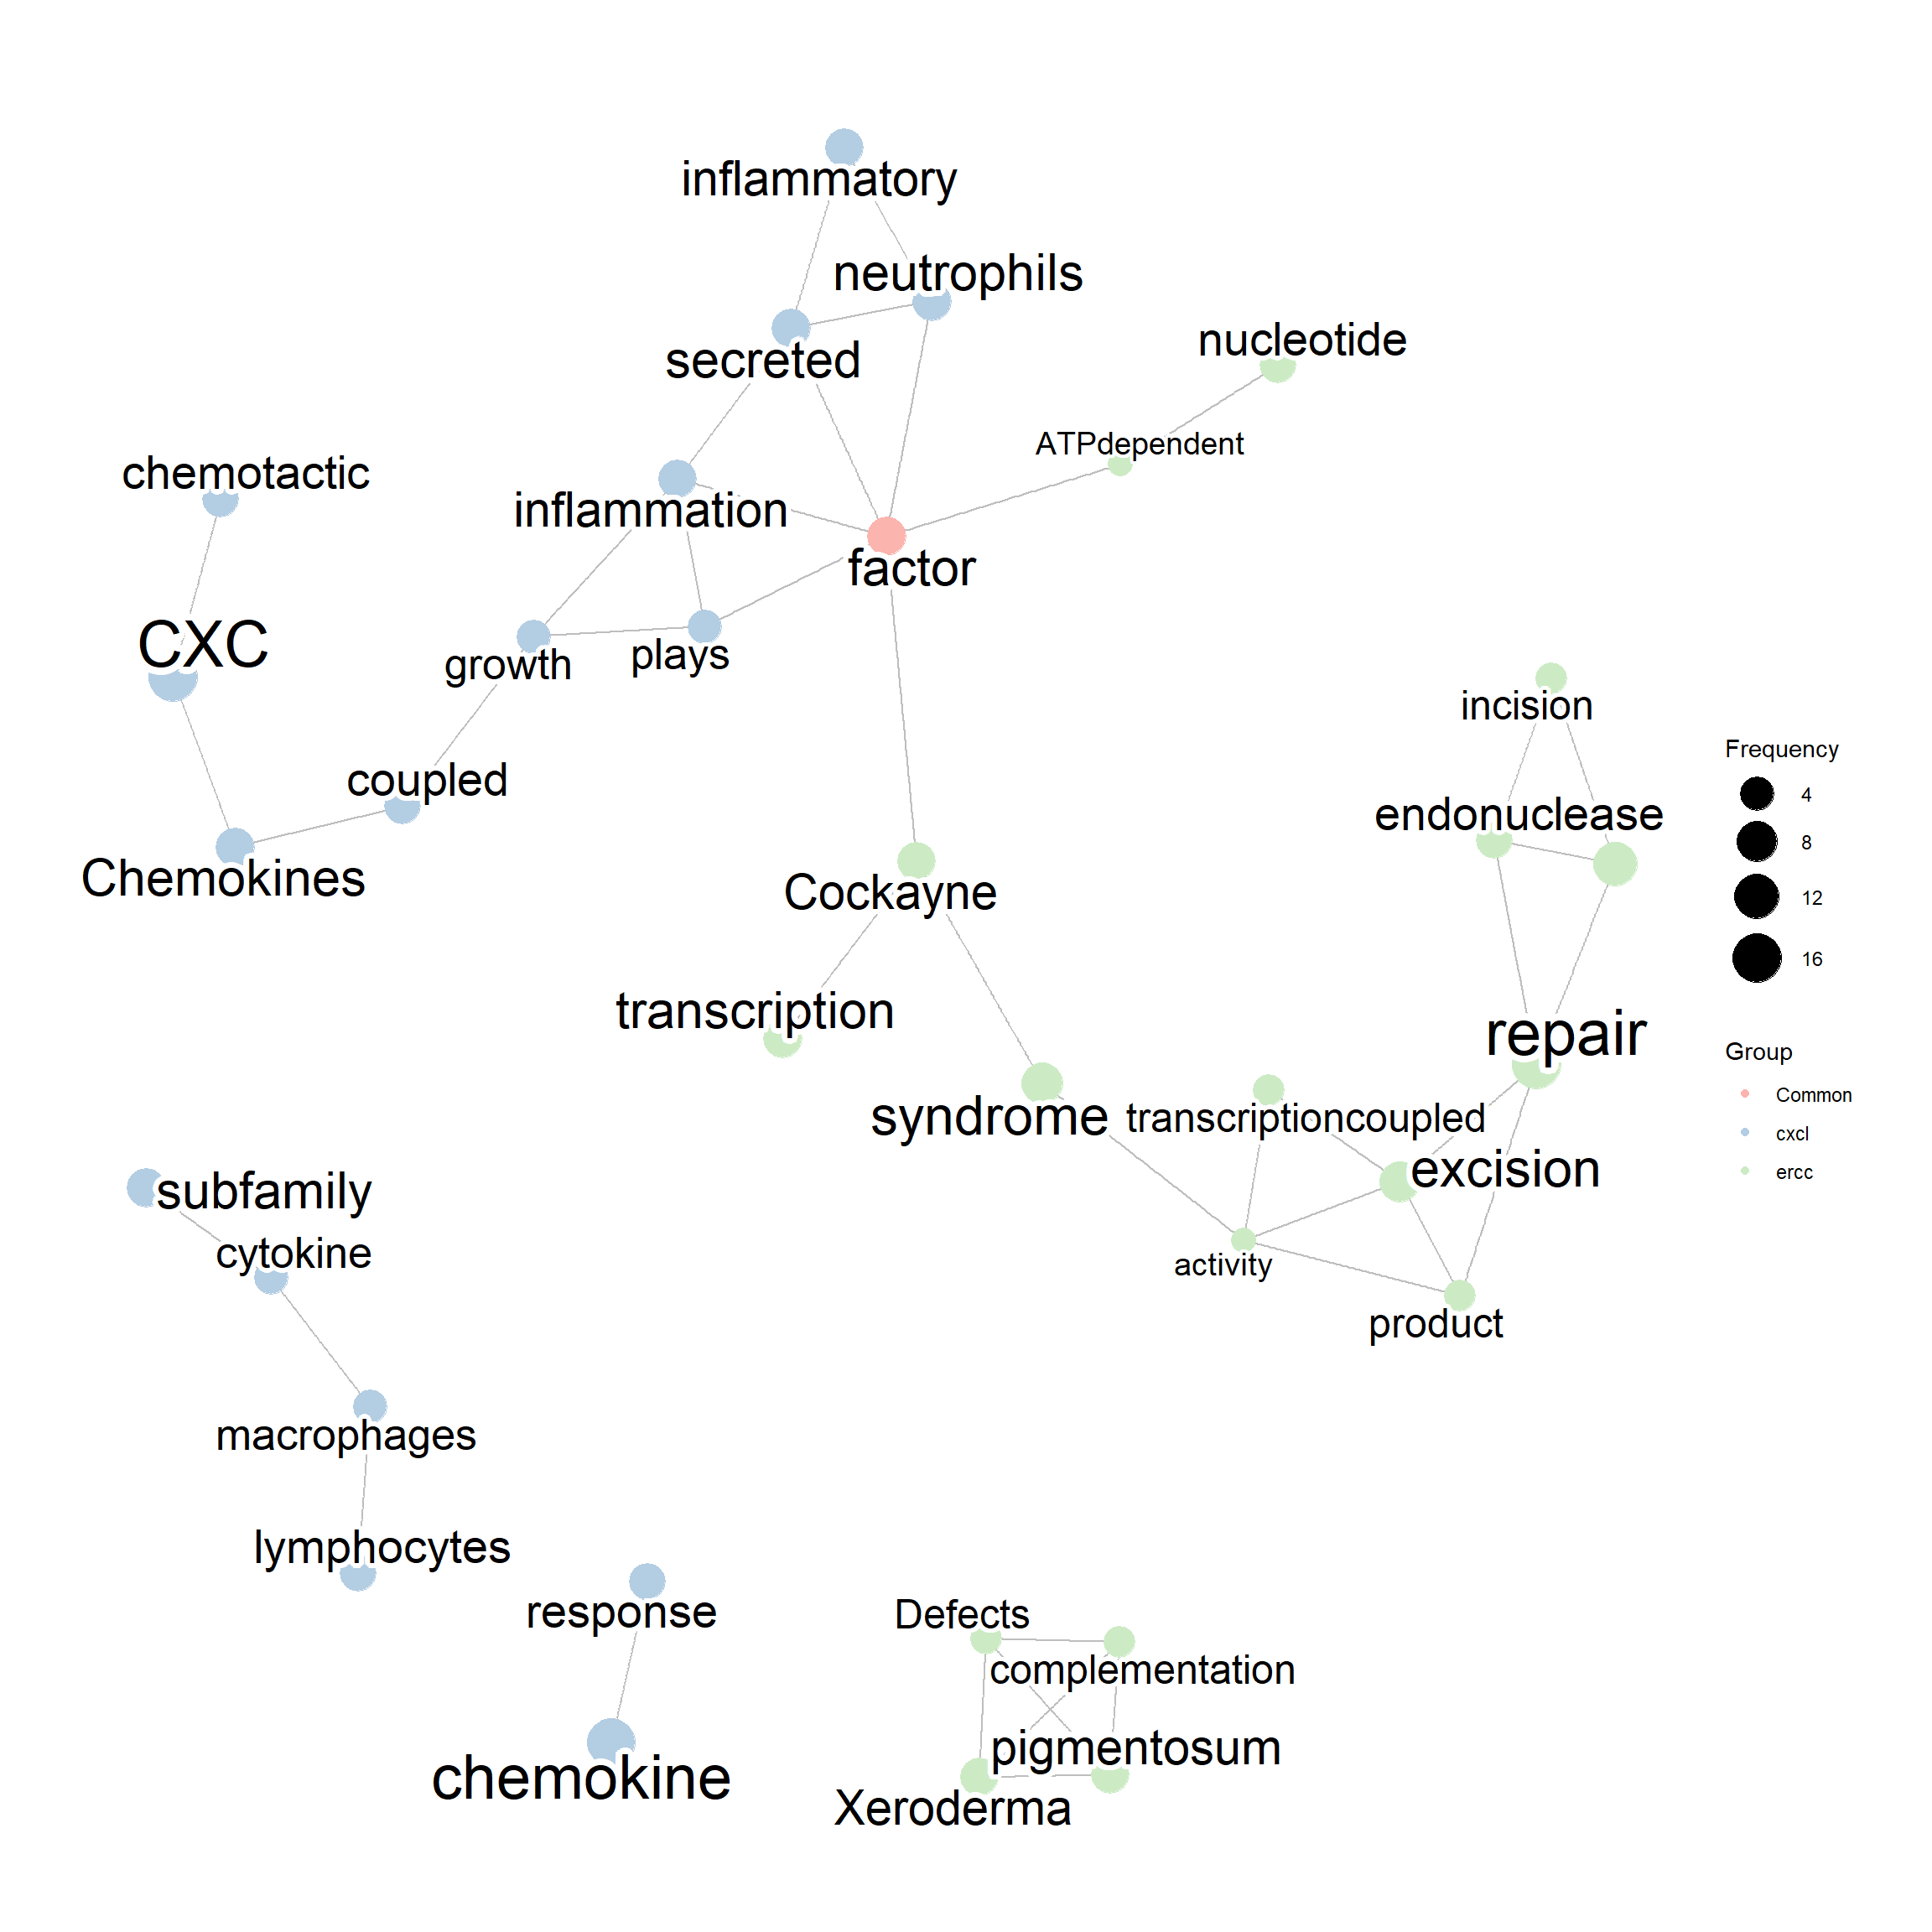 inflammatory
neutrophils
secreted
nucleotide
ATPdependent
chemotactic
inflammation
factor
CXC
growth
plays
incision
coupled
endonuclease
Chemokines
Cockayne
transcription
repair
syndrome
transcriptioncoupled
excision
subfamily
cytokine
activity
product
macrophages
lymphocytes
response
Defects
complementation
pigmentosum
chemokine
Xeroderma
Frequency
4
8
12
16
Group
Common
cxcl
ercc